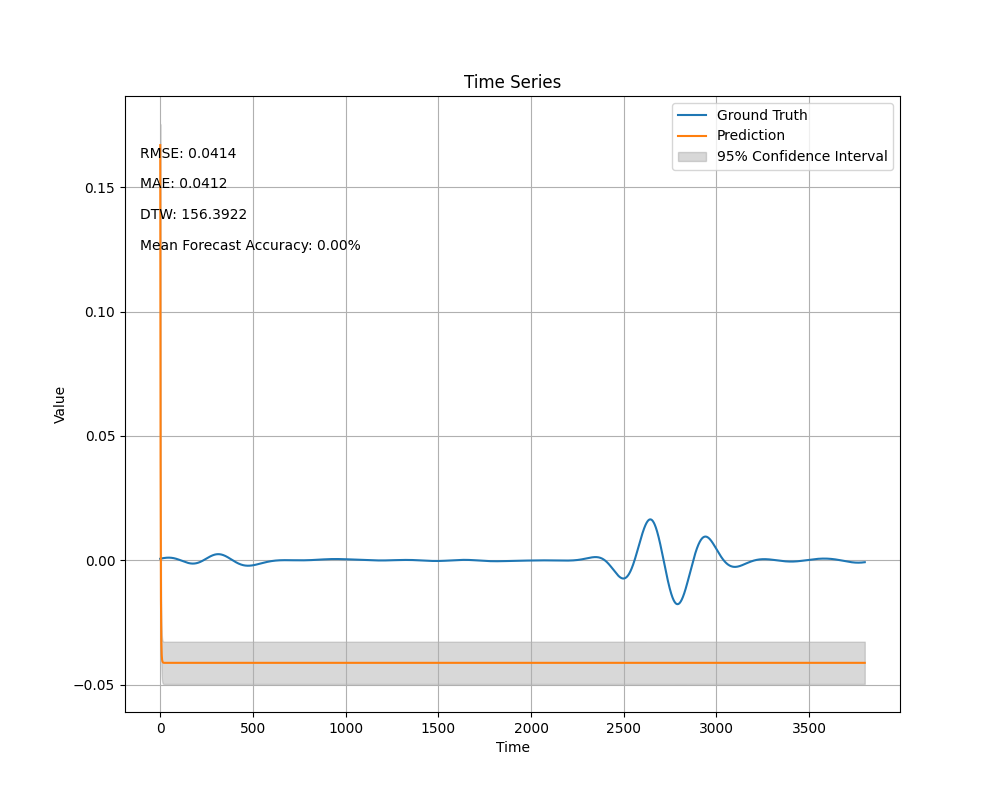 Time Series
Ground Truth
Prediction
95% Confidence Interval
RMSE: 0.0414
MAE: 0.0412
DTW: 156.3922
Mean Forecast Accuracy: 0.00%
Value
0.15
0.10
0.05
0.00
−0.05
0 500 1000 1500 2000 2500 3000 3500
Time